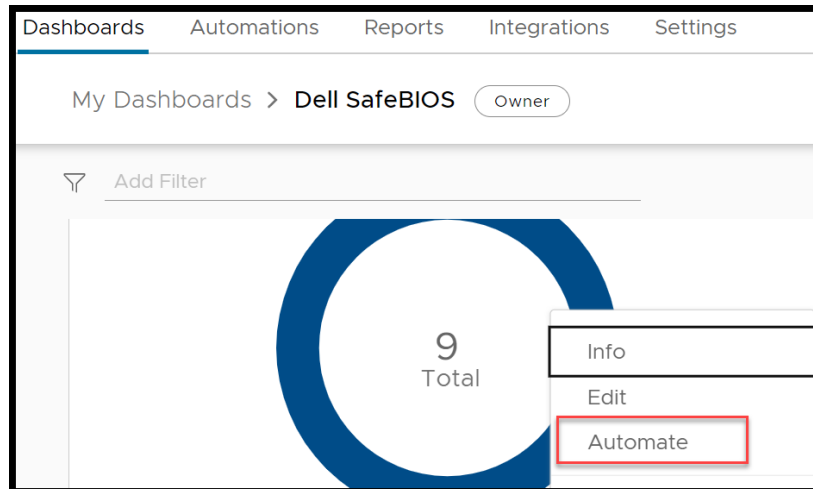 Dashboards Automations Reports Integrations Settings
My Dashboards > Dell SafeBIOS Owner
Add Filter
9
Total
Info
Edit
Automate